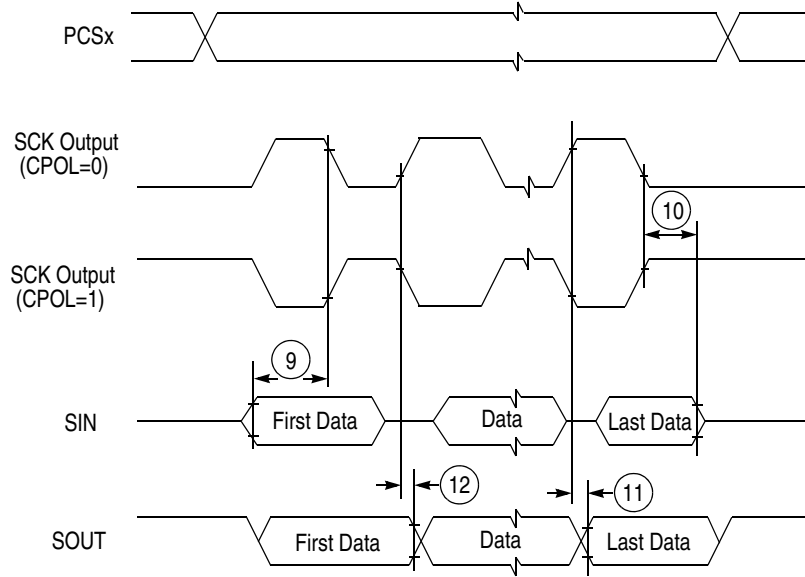 PCSx
SCK Output
(CPOL=0)
10
SCK Output
(CPOL=1)
9
SIN
First Data
Data
Last Data
12
11
SOUT
First Data
Data
Last Data